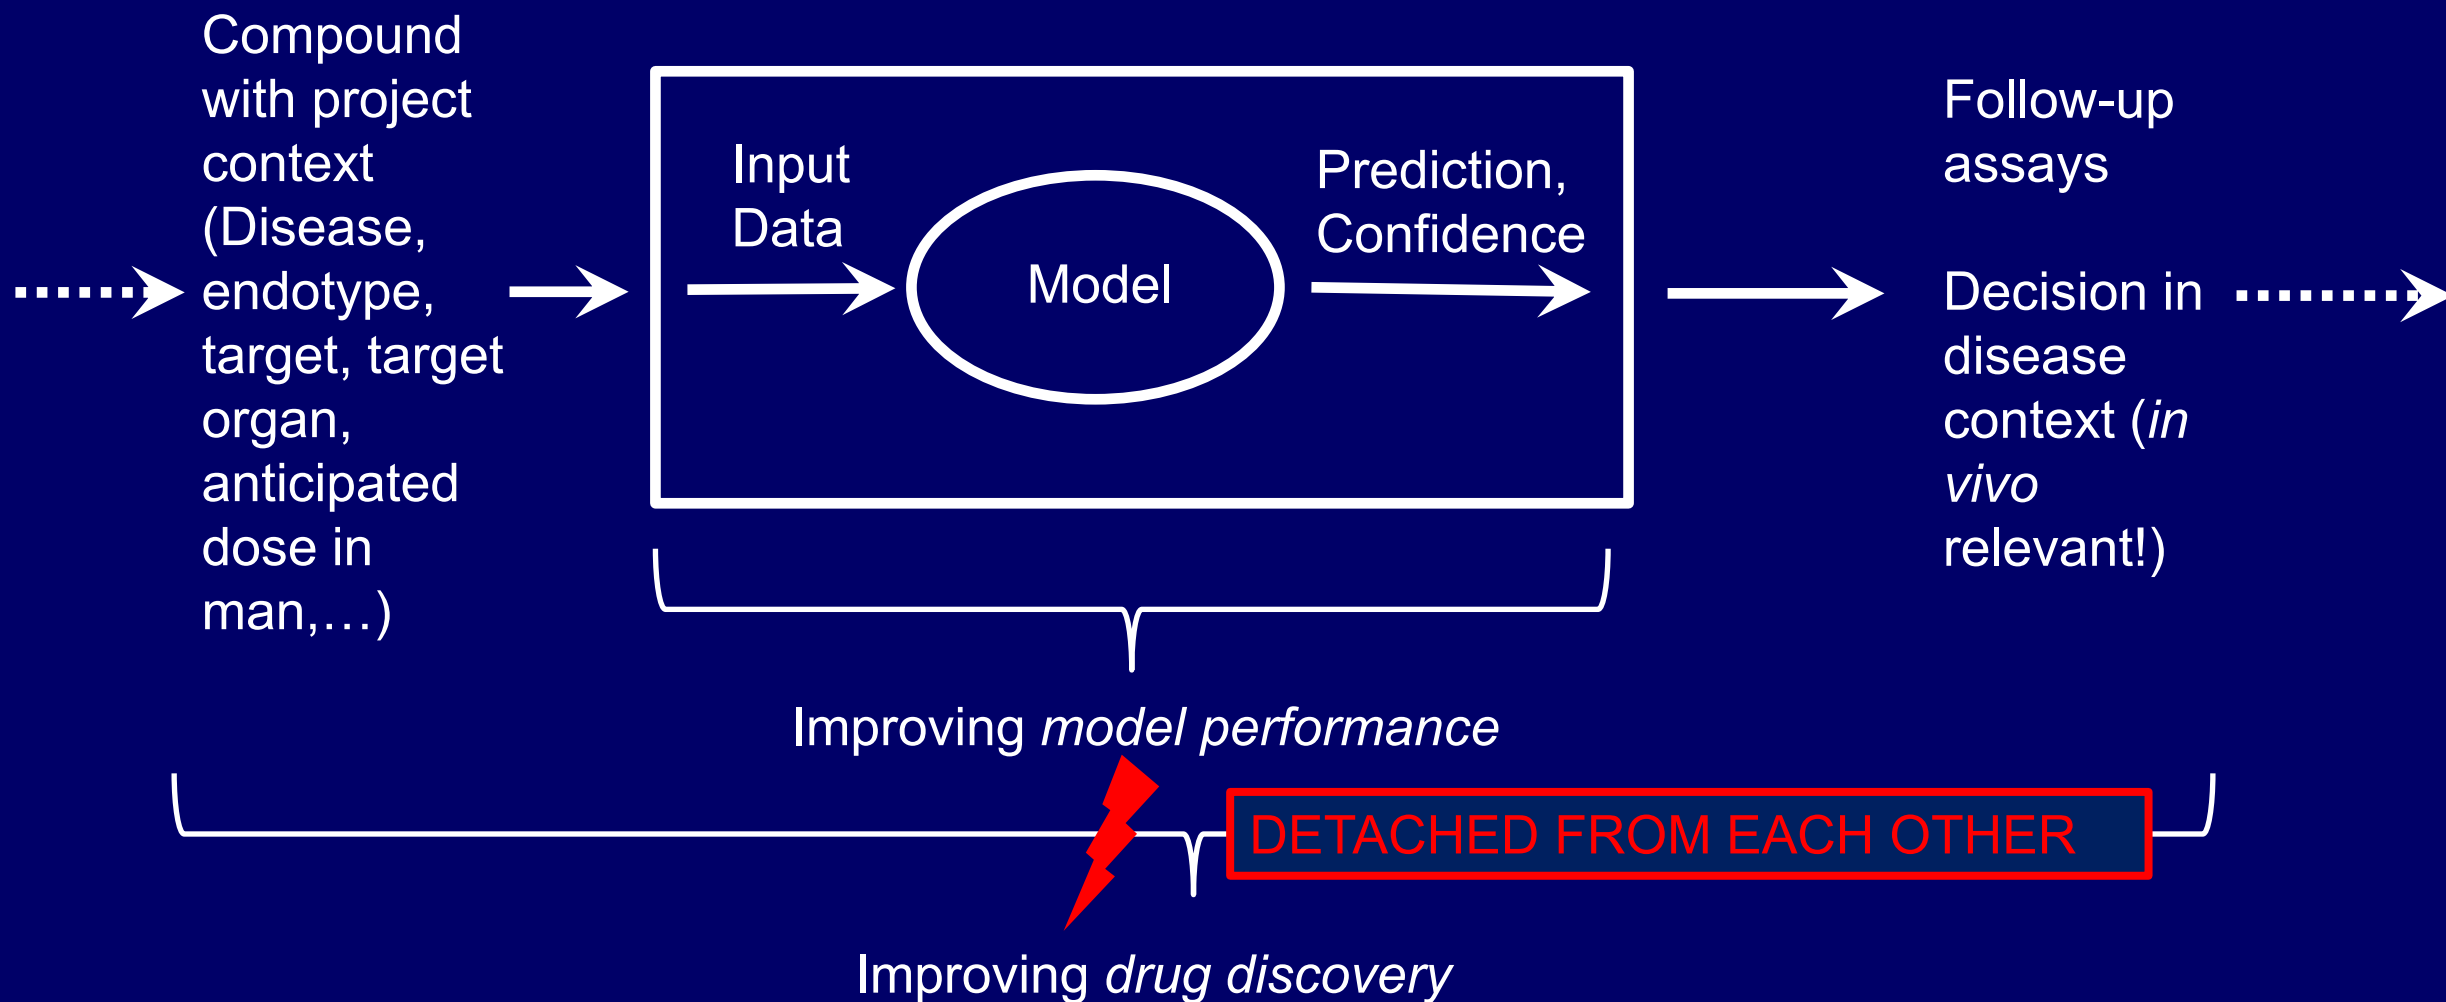 Compound
with project
context
(Disease,
endotype,
target, target
organ,
anticipated
dose in
man,…)
Input
Data
Model
Prediction,
Confidence
Follow-up
assays
Decision in
disease
context (in
vivo
relevant!)
Improving model performance
DETACHED FROM EACH OTHER
Improving drug discovery